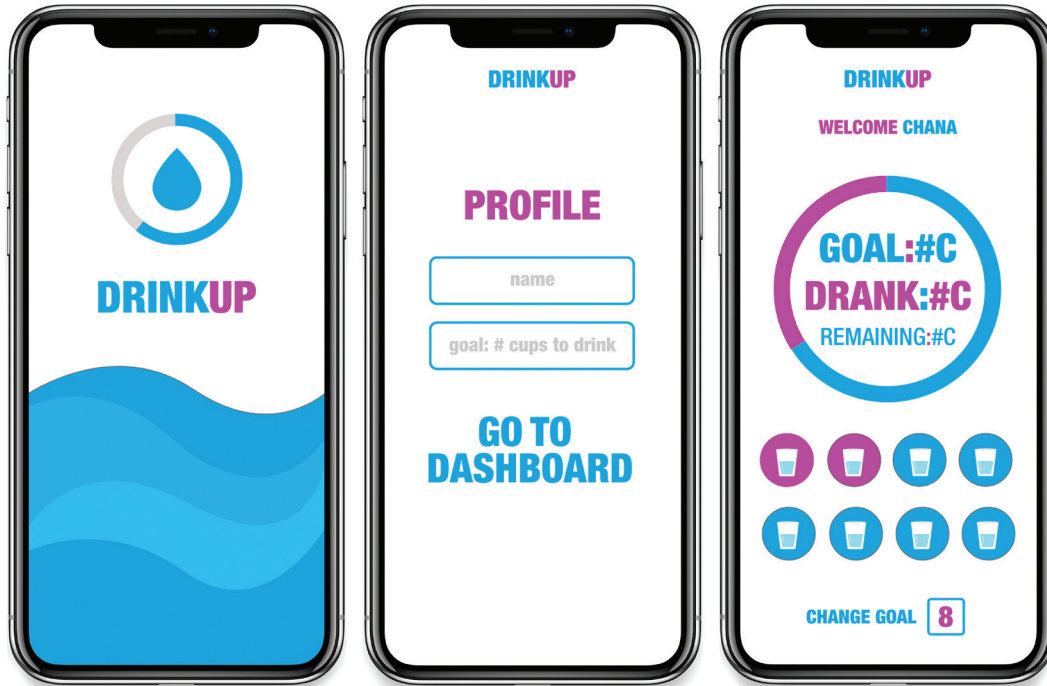 DRINKUP
DRINKUP
PROFILE
name
goal: # cups to drink
GO TO
DASHBOARD
DRINKUP
WELCOME CHANA
GOAL:#C
DRANK:#C
REMAINING:#C
CHANGE GOAL 8